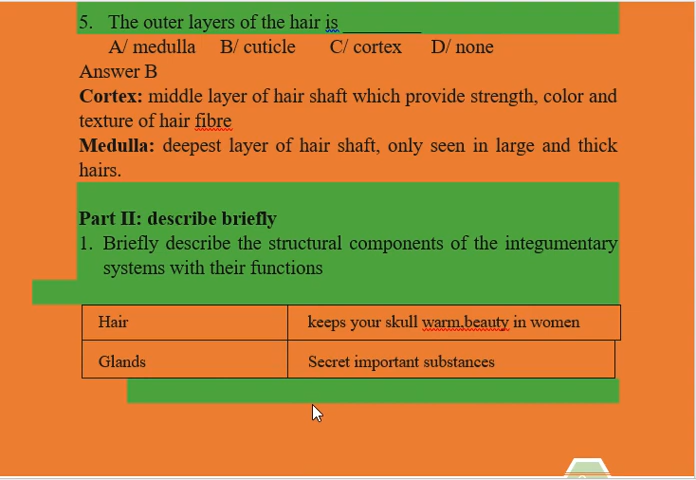 5. The outer layers of the hair is ________
A/ medulla B/ cuticle C/ cortex D/ none
Answer B
Cortex: middle layer of hair shaft which provide strength, color and
texture of hair fibre
Medulla: deepest layer of hair shaft, only seen in large and thick
hairs.
Part II: describe briefly
1. Briefly describe the structural components of the integumentary
systems with their functions
Hair keeps your skull warm,beauty in women
Glands Secret important substances